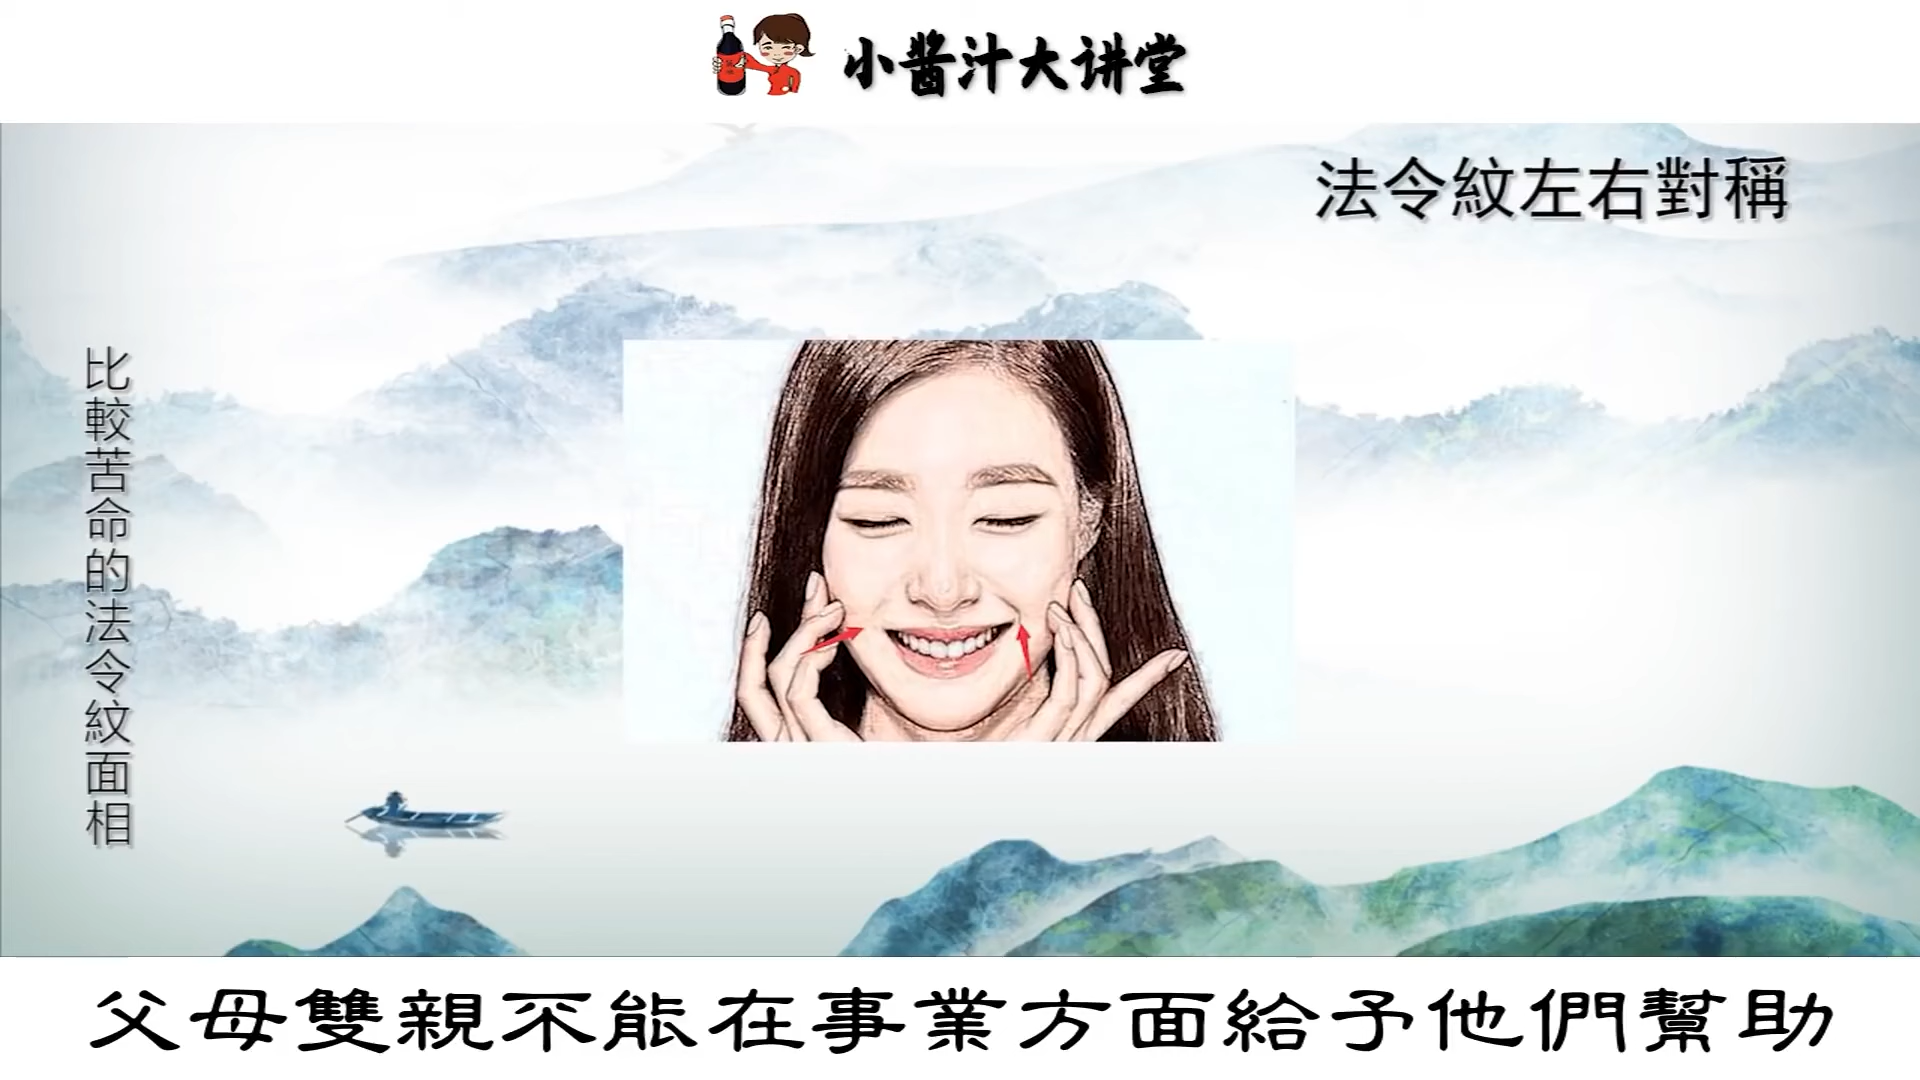 小酱汁大讲堂
法令紋左右對稱
比較苦命的法令紋面相
父母雙親不能在事業方面給予他們幫助